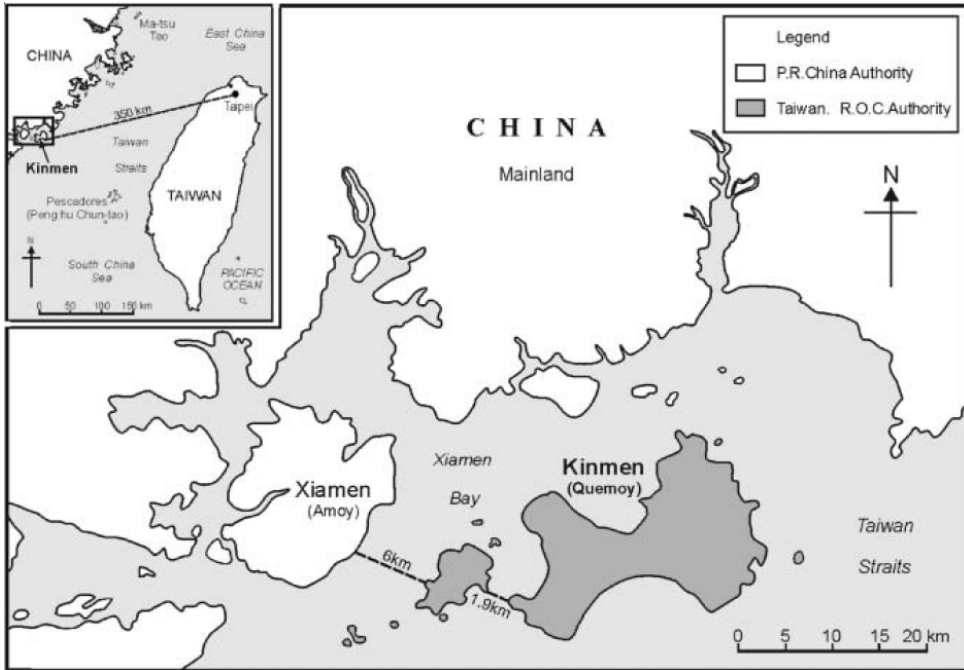 Ma-tsu
Tao
East China
Sea
CHINA
350 km
Taipei
Kinmen
Taiwan
Straits
TAIWAN
Pescadores
(Peng hu Chun-tao)
N
South China
Sea
PACIFIC
OCEAN
0 50 100 150 km
Legend
P.R.China Authority
Taiwan. R.O.C.Authority
CHINA
Mainland
N
Xiamen
(Amoy)
Xiamen
Bay
Kinmen
(Quemoy)
6km
1.9km
Taiwan
Straits
0 5 10 15 20 km